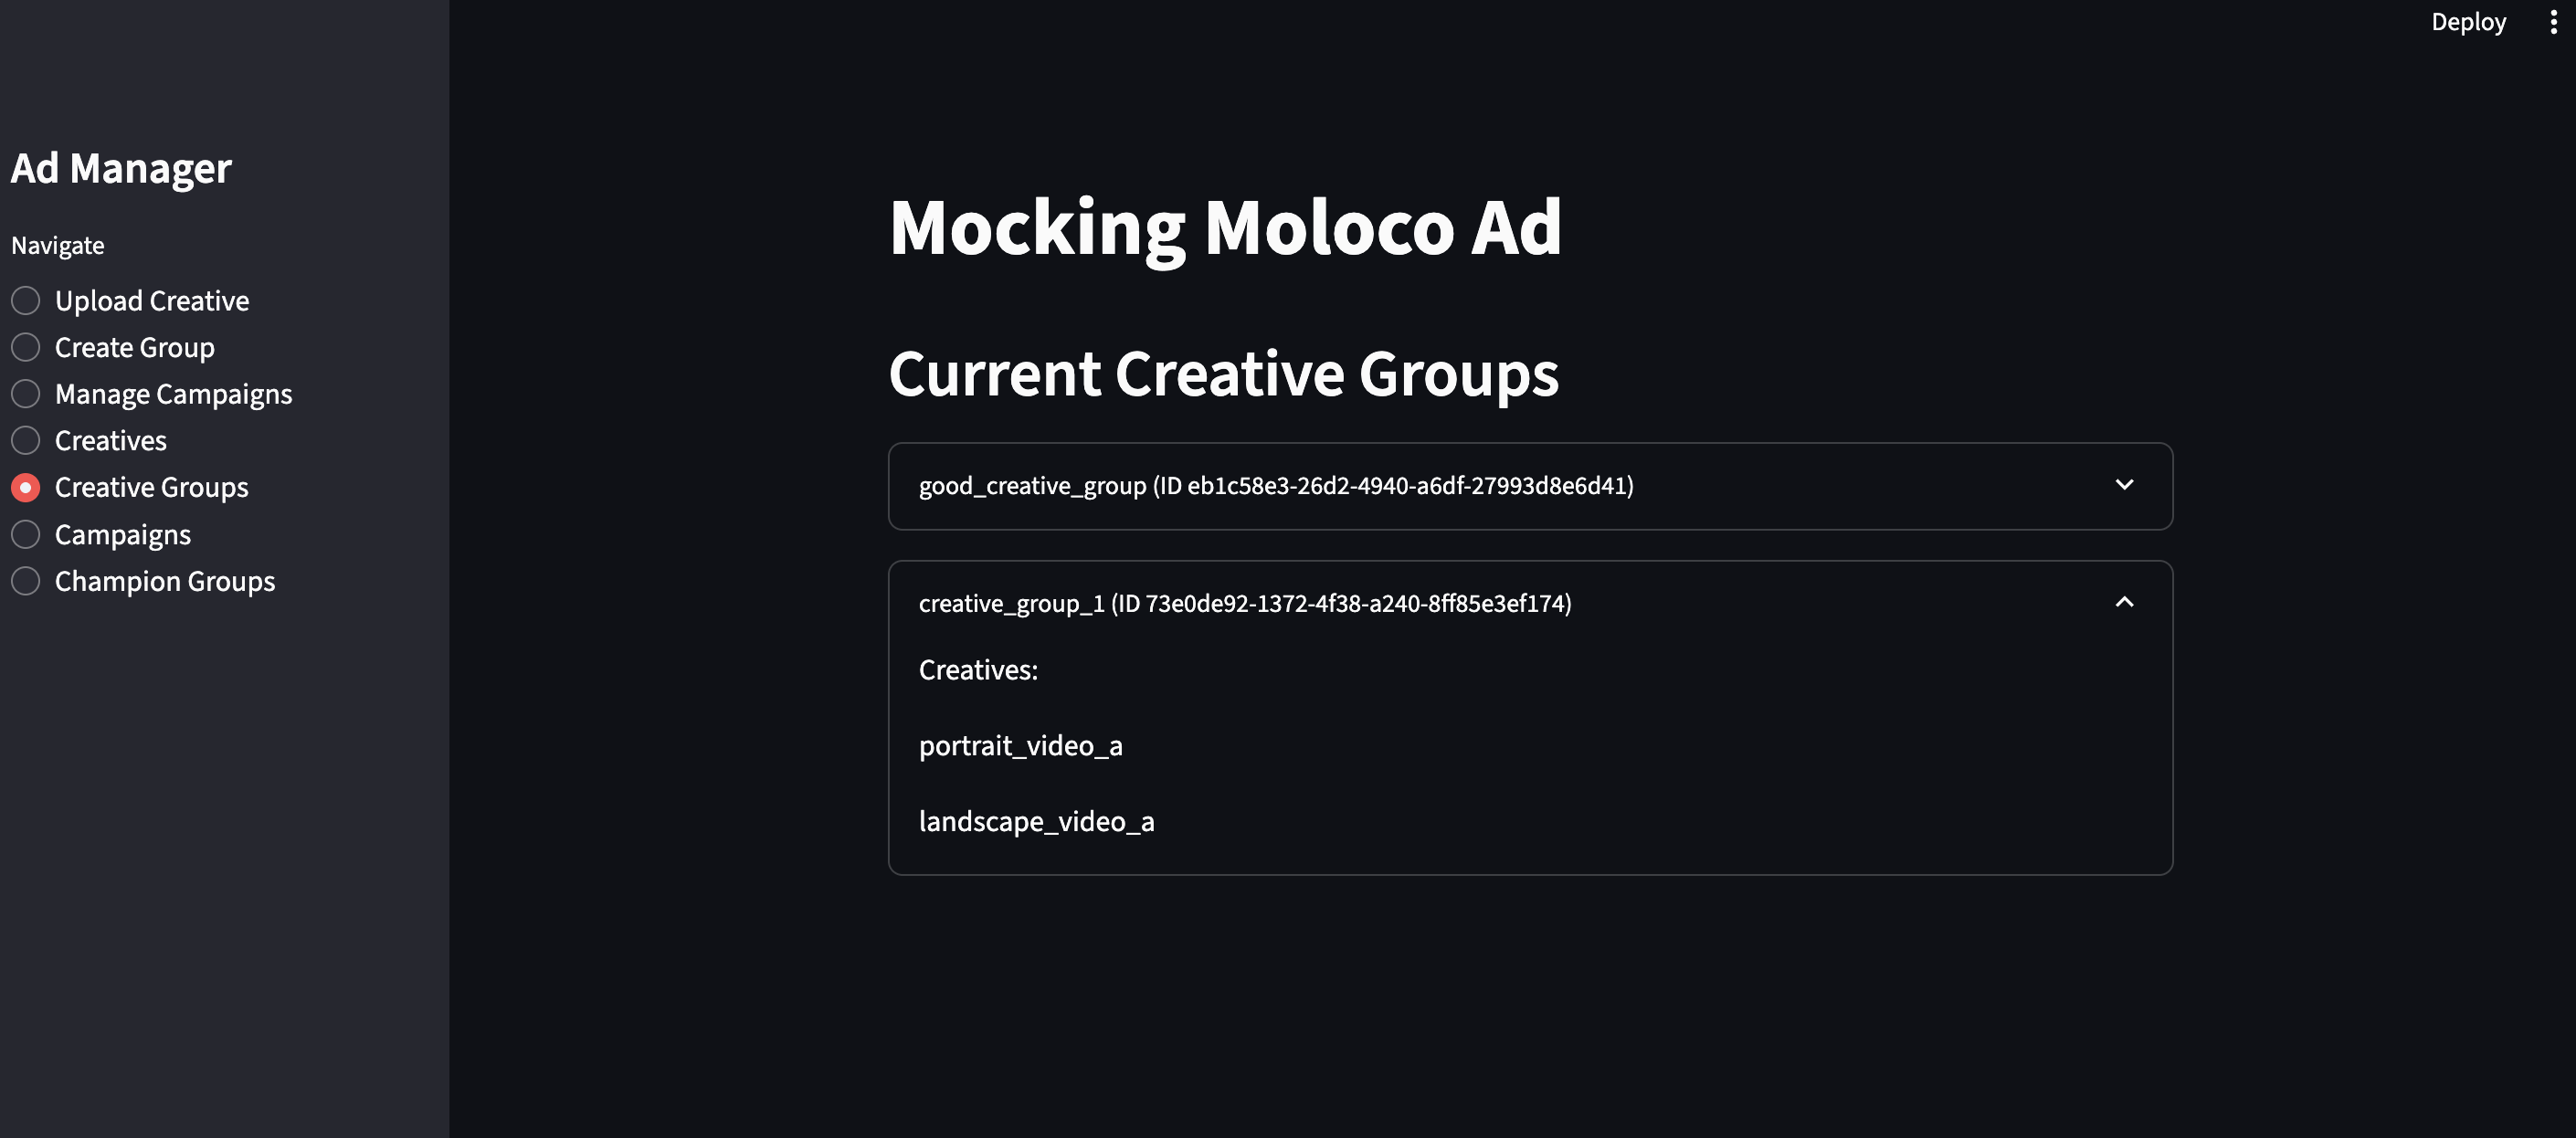 Deploy
Ad Manager
Navigate
Upload Creative
Create Group
Manage Campaigns
Creatives
Creative Groups
Campaigns
Champion Groups
Mocking Moloco Ad
Current Creative Groups
good_creative_group (ID eb1c58e3-26d2-4940-a6df-27993d8e6d41)
creative_group_1 (ID 73e0de92-1372-4f38-a240-8ff85e3ef174)
Creatives:
portrait_video_a
landscape_video_a